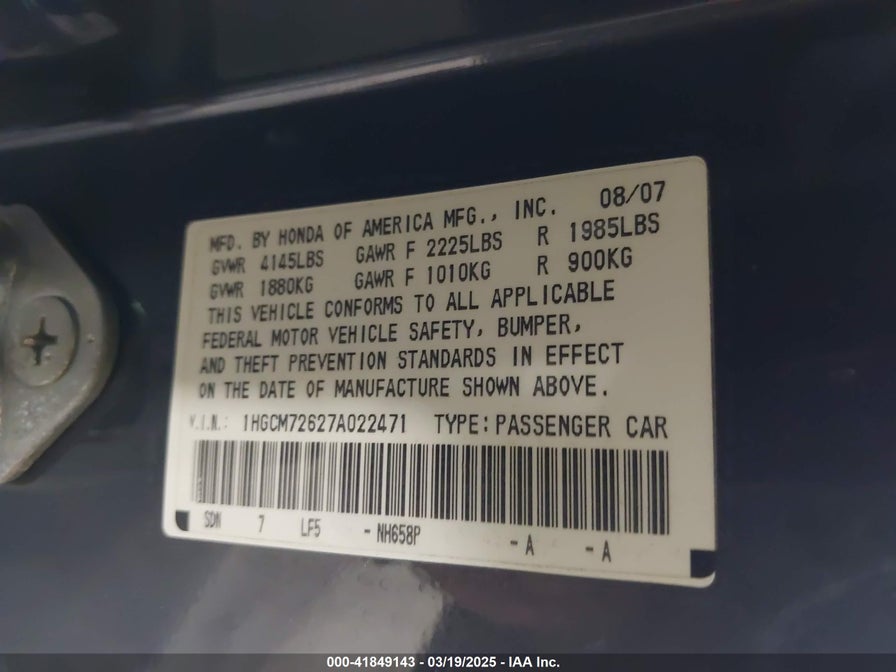 MFD. BY HONDA OF AMERICA MFG., INC. 08/07
GVWR 4145LBS GAWR F 2225LBS R 1985LBS
GVWR 1880KG GAWR F 1010KG R 900KG
THIS VEHICLE CONFORMS TO ALL APPLICABLE
FEDERAL MOTOR VEHICLE SAFETY, BUMPER,
AND THEFT PREVENTION STANDARDS IN EFFECT
ON THE DATE OF MANUFACTURE SHOWN ABOVE.
V.I.N.: 1HGCM72627A022471 TYPE: PASSENGER CAR
SDN 7 LF5 - NH658P - A - A
000-41849143 - 03/19/2025 - IAA Inc.